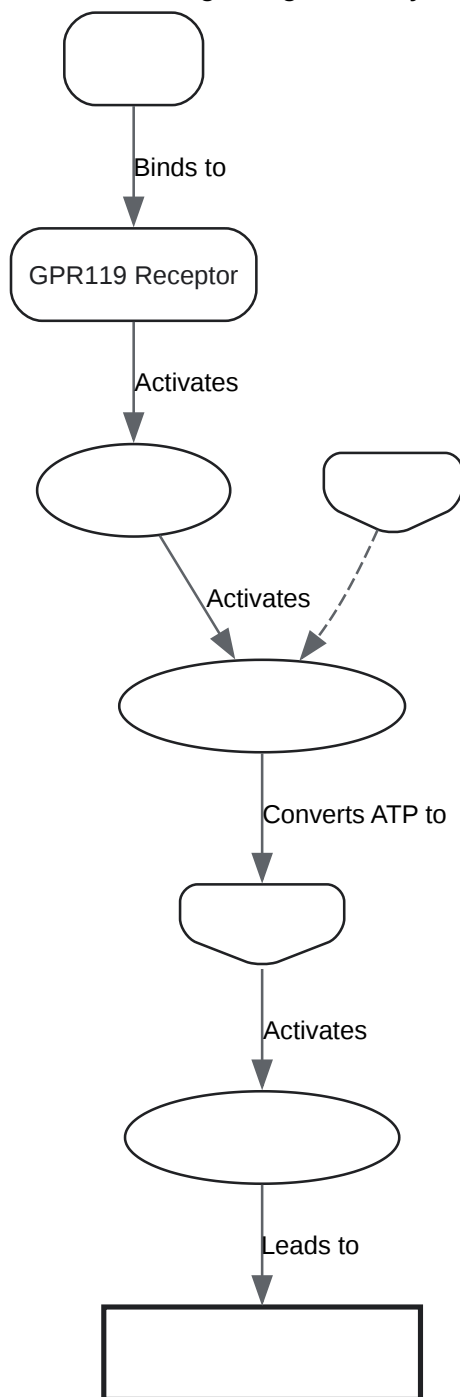 Binds to
GPR119 Receptor
Activates
Activates
Converts ATP to
Activates
Leads to